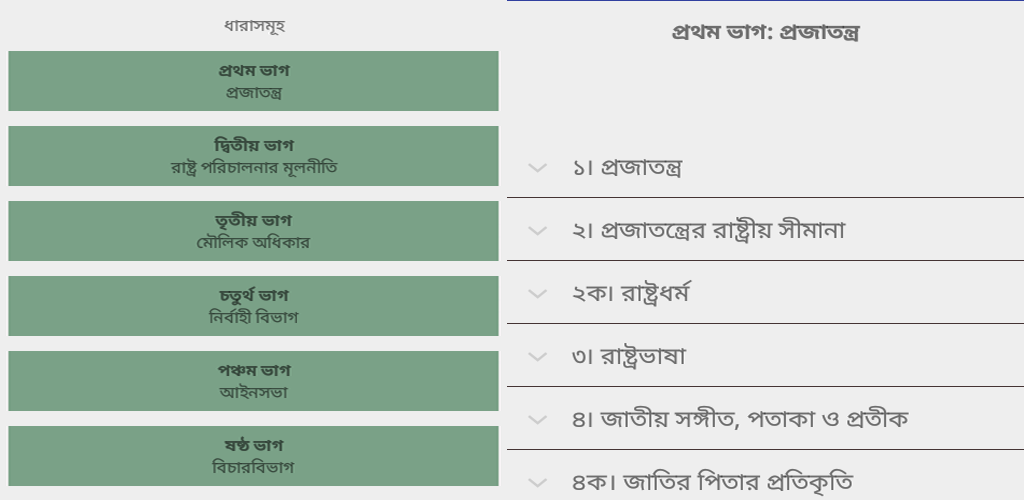 ধারাসমূহ
প্রথম ভাগ
প্রজাতন্ত্র
দ্বিতীয় ভাগ
রাষ্ট্র পরিচালনার মূলনীতি
তৃতীয় ভাগ
মৌলিক অধিকার
চতুর্থ ভাগ
নির্বাহী বিভাগ
পঞ্চম ভাগ
আইনসভা
ষষ্ঠ ভাগ
বিচারবিভাগ
প্রথম ভাগ: প্রজাতন্ত্র
১। প্রজাতন্ত্র
২। প্রজাতন্ত্রের রাষ্ট্রীয় সীমানা
২ক। রাষ্ট্রধর্ম
৩। রাষ্ট্রভাষা
৪। জাতীয় সঙ্গীত, পতাকা ও প্রতীক
৪ক। জাতির পিতার প্রতিকৃতি